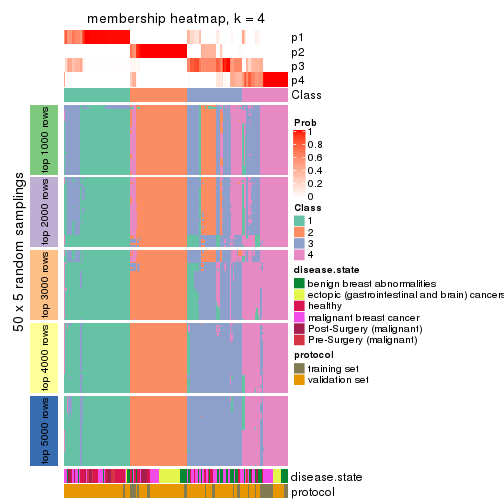 membership heatmap, k = 4
p1
p2
p3
p4
Class
50 x 5 random samplings
top 1000 rows
top 2000 rows
top 3000 rows
top 4000 rows
top 5000 rows
disease.state
protocol
Prob
1
0.8
0.6
0.4
0.2
0
Class
1
2
3
4
disease.state
benign breast abnormalities
ectopic (gastrointestinal and brain) cancers
healthy
malignant breast cancer
Post-Surgery (malignant)
Pre-Surgery (malignant)
protocol
training set
validation set